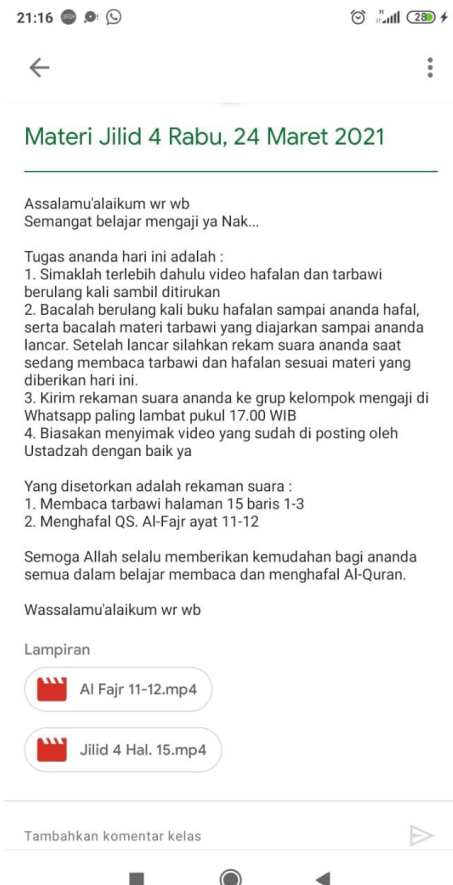 21:16
28
Materi Jilid 4 Rabu, 24 Maret 2021
Assalamu'alaikum wr wb
Semangat belajar mengaji ya Nak...
Tugas ananda hari ini adalah :
1. Simaklah terlebih dahulu video hafalan dan tarbawi
berulang kali sambil ditirukan
2. Bacalah berulang kali buku hafalan sampai ananda hafal,
serta bacalah materi tarbawi yang diajarkan sampai ananda
lancar. Setelah lancar silahkan rekam suara ananda saat
sedang membaca tarbawi dan hafalan sesuai materi yang
diberikan hari ini.
3. Kirim rekaman suara ananda ke grup kelompok mengaji di
Whatsapp paling lambat pukul 17.00 WIB
4. Biasakan menyimak video yang sudah di posting oleh
Ustadzah dengan baik ya
Yang disetorkan adalah rekaman suara :
1. Membaca tarbawi halaman 15 baris 1-3
2. Menghafal QS. Al-Fajr ayat 11-12
Semoga Allah selalu memberikan kemudahan bagi ananda
semua dalam belajar membaca dan menghafal Al-Quran.
Wassalamu'alaikum wr wb
Lampiran
Al Fajr 11-12.mp4
Jilid 4 Hal. 15.mp4
Tambahkan komentar kelas